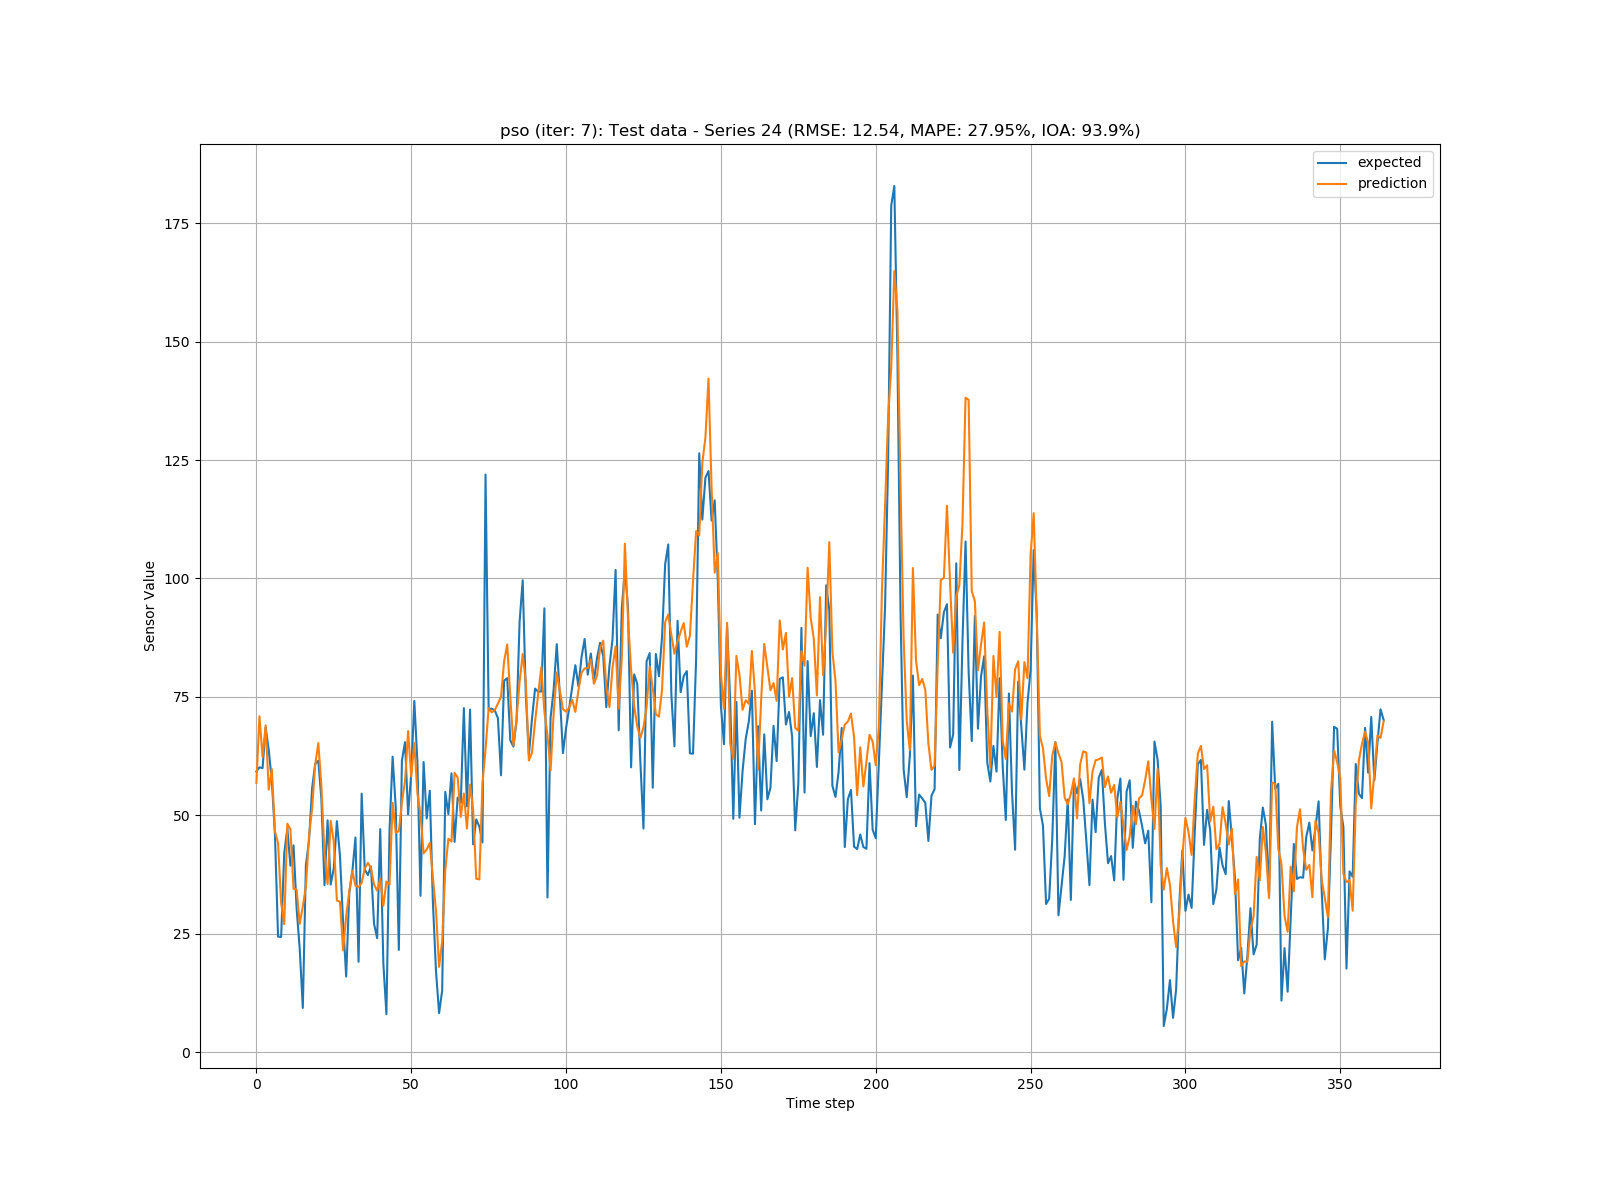 pso (iter: 7): Test data - Series 24 (RMSE: 12.54, MAPE: 27.95%, IOA: 93.9%)
expected
prediction
175
150
125
100
75
50
25
0
Sensor Value
0 50 100 150 200 250 300 350
Time step